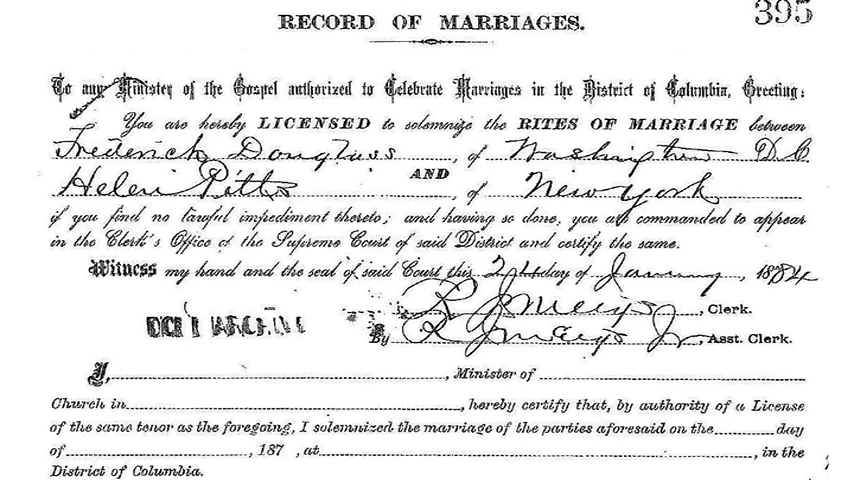 395
RECORD OF MARRIAGES.
To any Minister of the Gospel authorized to Celebrate Marriages in the District of Columbia, Greeting:
You are hereby LICENSED to solemnize the RITES OF MARRIAGE between
Frederick Douglass, of Washington D.C
AND
Helen Pitts, of New York
if you find no lawful impediment thereto; and having so done, you are commanded to appear
in the Clerk's Office of the Supreme Court of said District and certify the same.
Witness my hand and the seal of said Court this 24 day of January, 1884
R J Meigs, Clerk.
By R J Meigs Jr, Asst. Clerk.
I, , Minister of
Church in , hereby certify that, by authority of a License
of the same tenor as the foregoing, I solemnized the marriage of the parties aforesaid on the day
of , 187 , at , in the
District of Columbia.